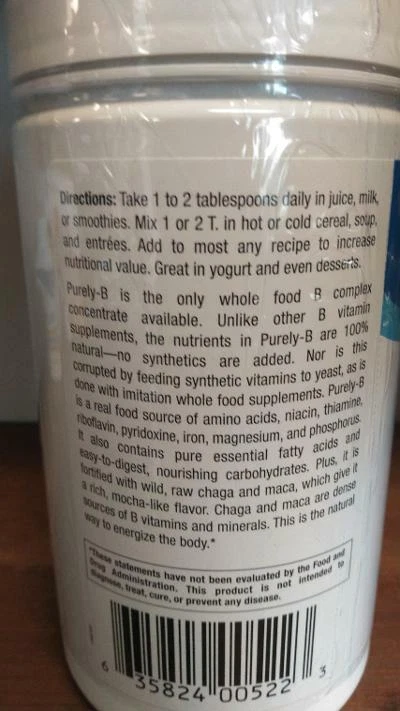 Directions: Take 1 to 2 tablespoons daily in juice, milk,
or smoothies. Mix 1 or 2 T. in hot or cold cereal, soup,
and entrées. Add to most any recipe to increase
nutritional value. Great in yogurt and even desserts.
Purely-B is the only whole food B complex
concentrate available. Unlike other B vitamin
supplements, the nutrients in Purely-B are 100%
natural—no synthetics are added. Nor is this
corrupted by feeding synthetic vitamins to yeast, as is
done with imitation whole food supplements. Purely-B
is a real food source of amino acids, niacin, thiamine,
riboflavin, pyridoxine, iron, magnesium, and phosphorus.
It also contains pure essential fatty acids and
easy-to-digest, nourishing carbohydrates. Plus, it is
fortified with wild, raw chaga and maca, which give it
a rich, mocha-like flavor. Chaga and maca are dense
sources of B vitamins and minerals. This is the natural
way to energize the body.*
*These statements have not been evaluated by the Food and
Drug Administration. This product is not intended to
diagnose, treat, cure, or prevent any disease.
6 35824 00522 3